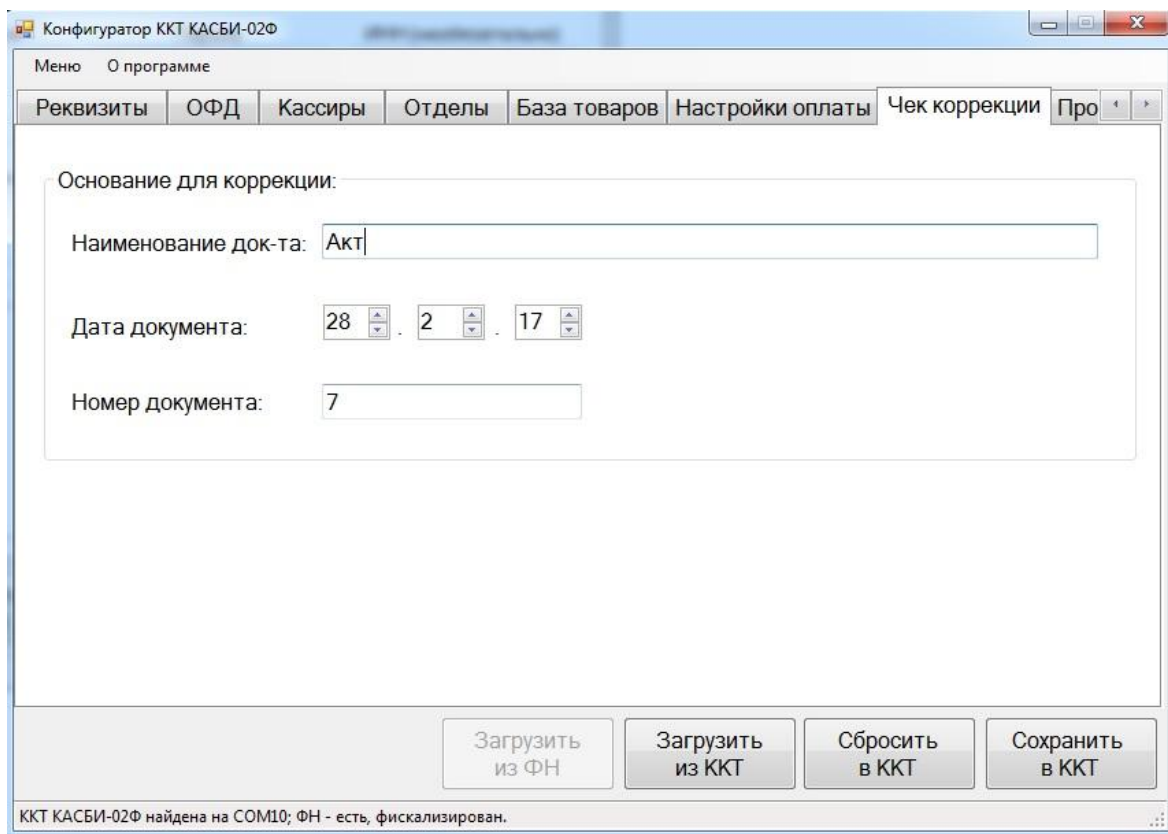 Конфигуратор ККТ КАСБИ-02Ф
Меню О программе
Реквизиты ОФД Кассиры Отделы База товаров Настройки оплаты Чек коррекции Про
Основание для коррекции:
Наименование док-та: Акт
Дата документа: 28 . 2 . 17
Номер документа: 7
Загрузить из ФН
Загрузить из ККТ
Сбросить в ККТ
Сохранить в ККТ
ККТ КАСБИ-02Ф найдена на COM10; ФН - есть, фискализирован.